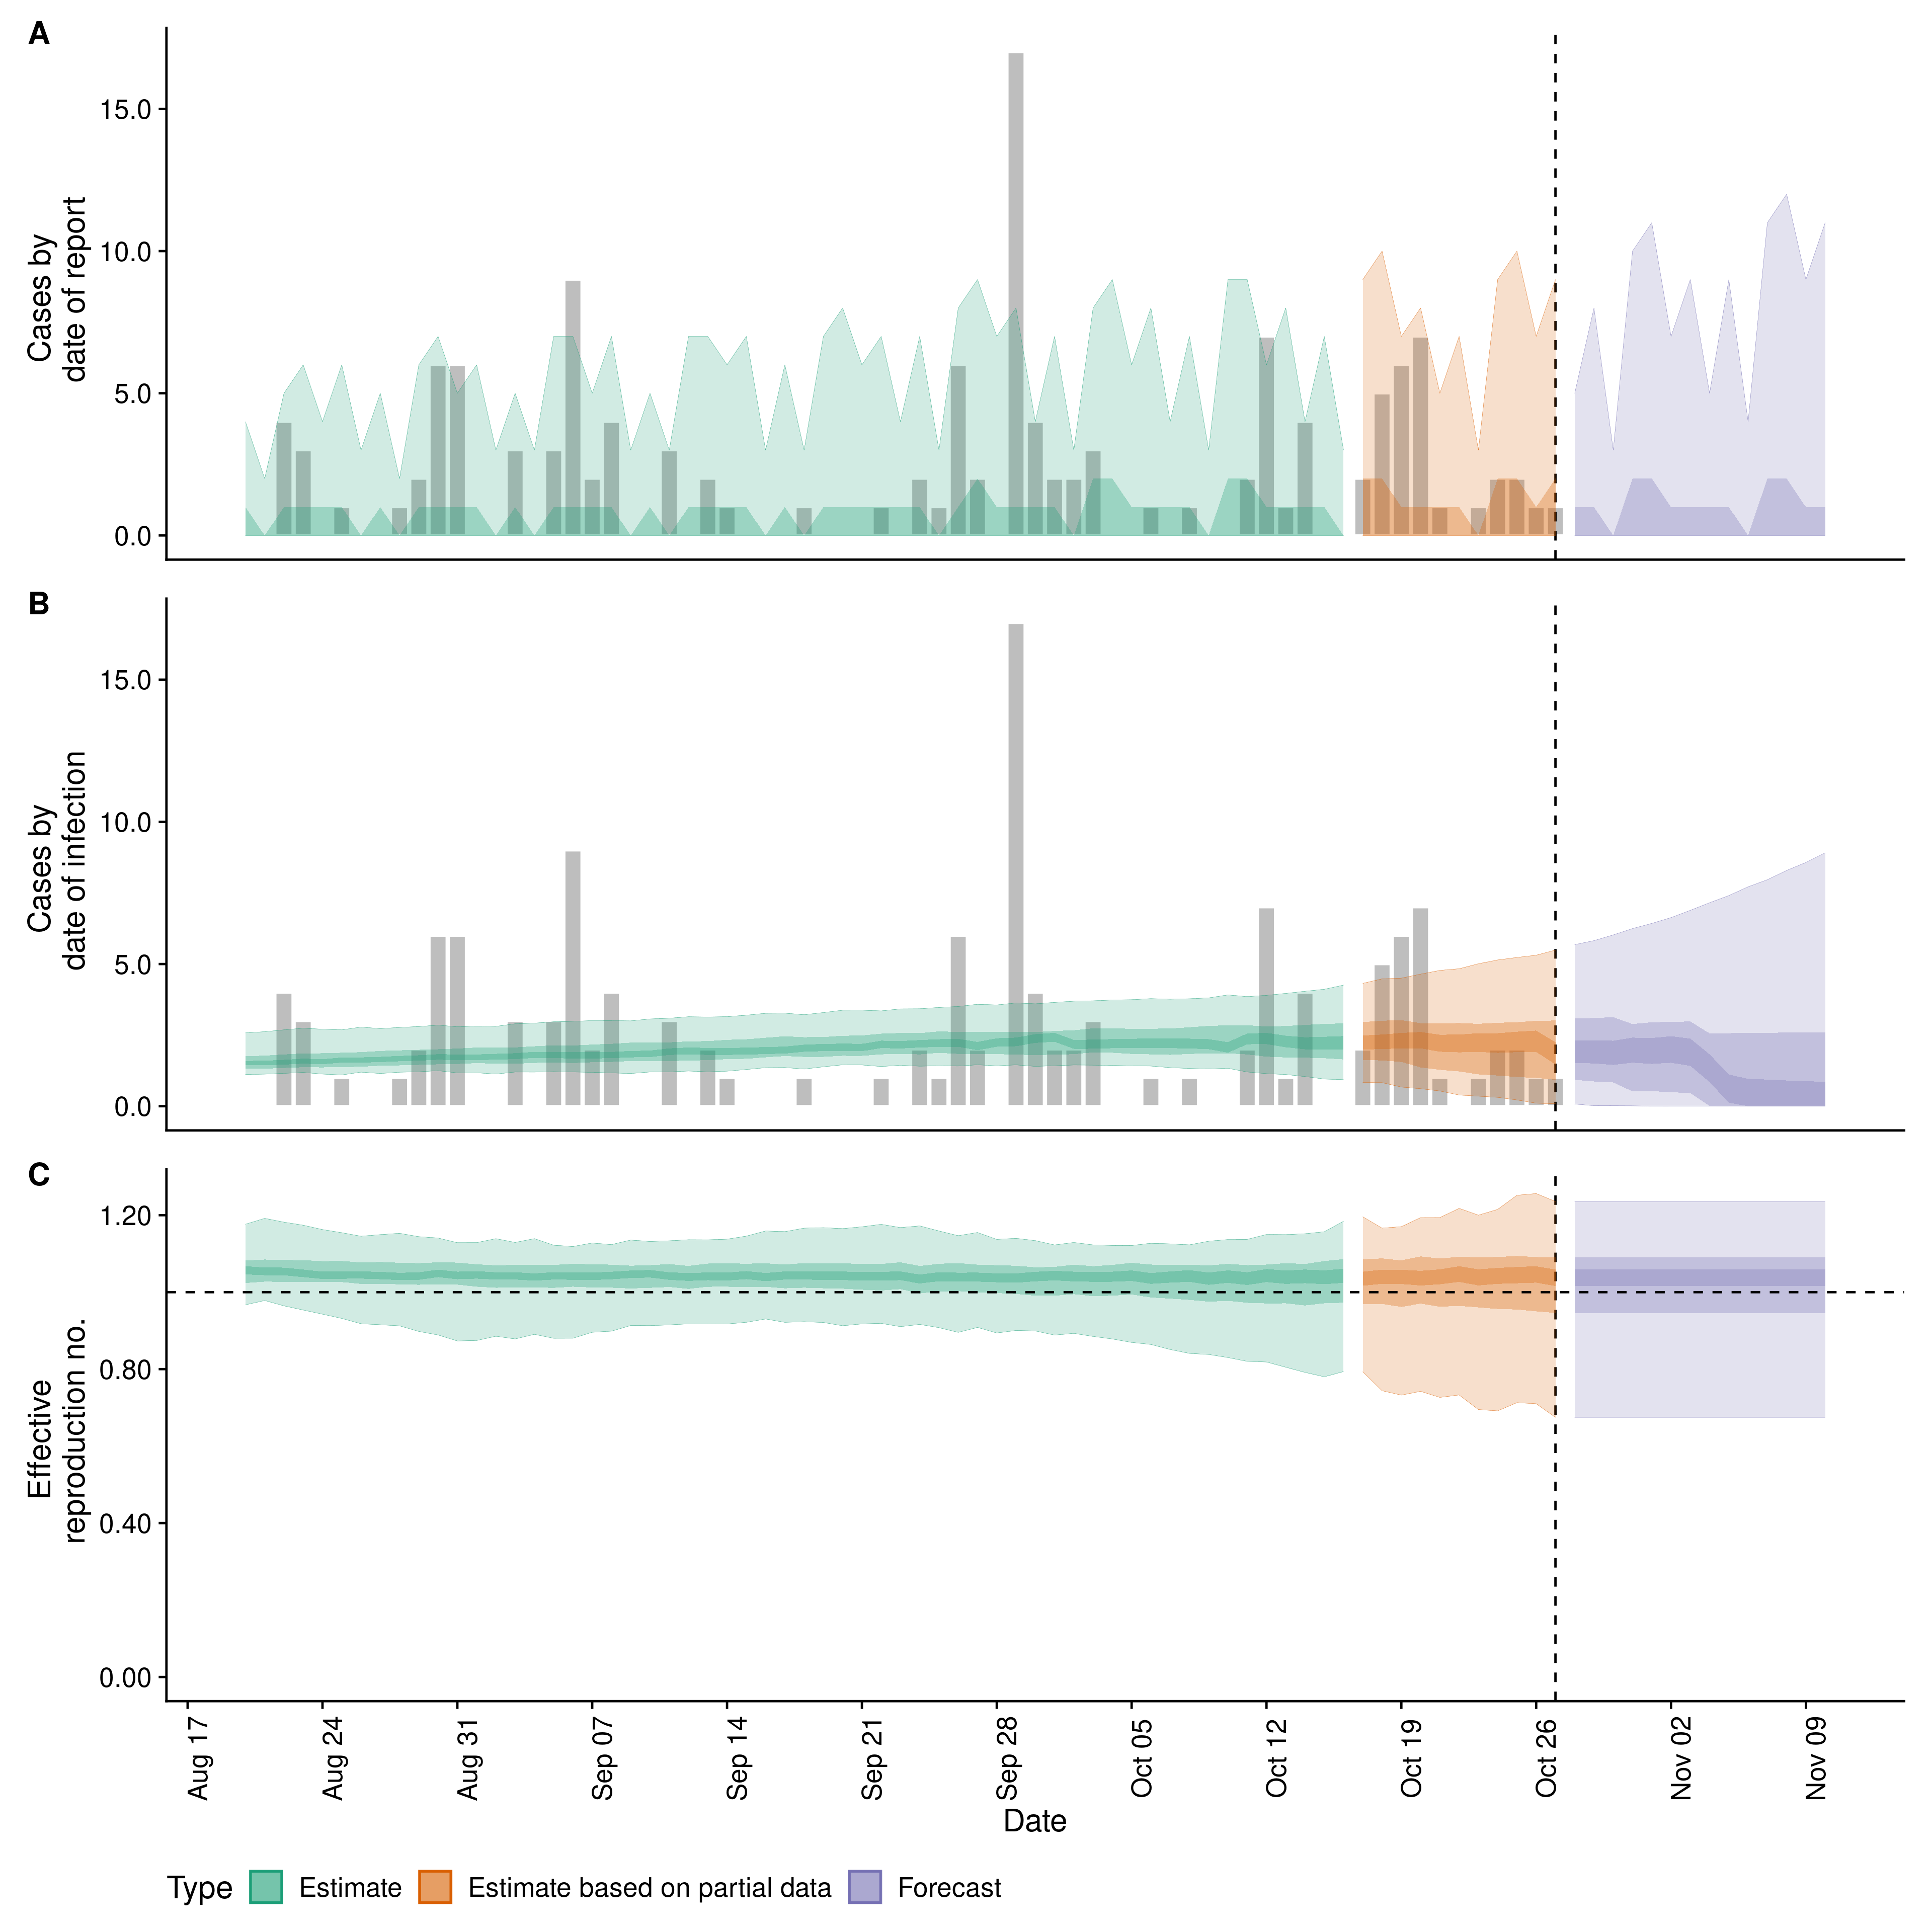 A
Cases by
date of report
15.0
10.0
5.0
0.0
B
Cases by
date of infection
15.0
10.0
5.0
0.0
C
Effective
reproduction no.
1.20
0.80
0.40
0.00
Aug 17
Aug 24
Aug 31
Sep 07
Sep 14
Sep 21
Sep 28
Oct 05
Oct 12
Oct 19
Oct 26
Nov 02
Nov 09
Date
Type Estimate Estimate based on partial data Forecast